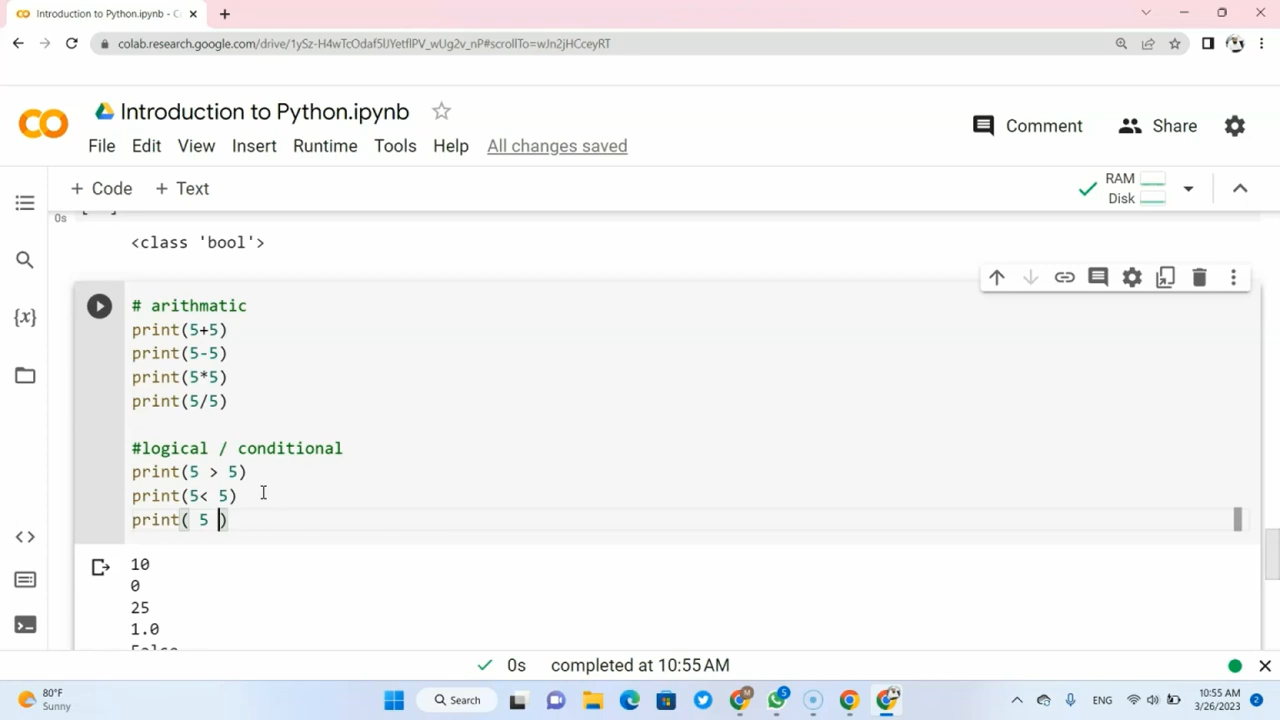 Introduction to Python.ipynb - C
colab.research.google.com/drive/1ySz-H4wTcOdaf5lJYetflPV_wUg2v_nP#scrollTo=wJn2jHCceyRT
Introduction to Python.ipynb
Comment
Share
File Edit View Insert Runtime Tools Help All changes saved
+ Code + Text
RAM
Disk
0s
<class 'bool'>
{x}
# arithmatic
print(5+5)
print(5-5)
print(5*5)
print(5/5)
#logical / conditional
print(5 > 5)
print(5< 5)
print( 5 )
10
0
25
1.0
False
0s completed at 10:55 AM
80°F
Sunny
Search
M
5
ENG
10:55 AM
3/26/2023
2